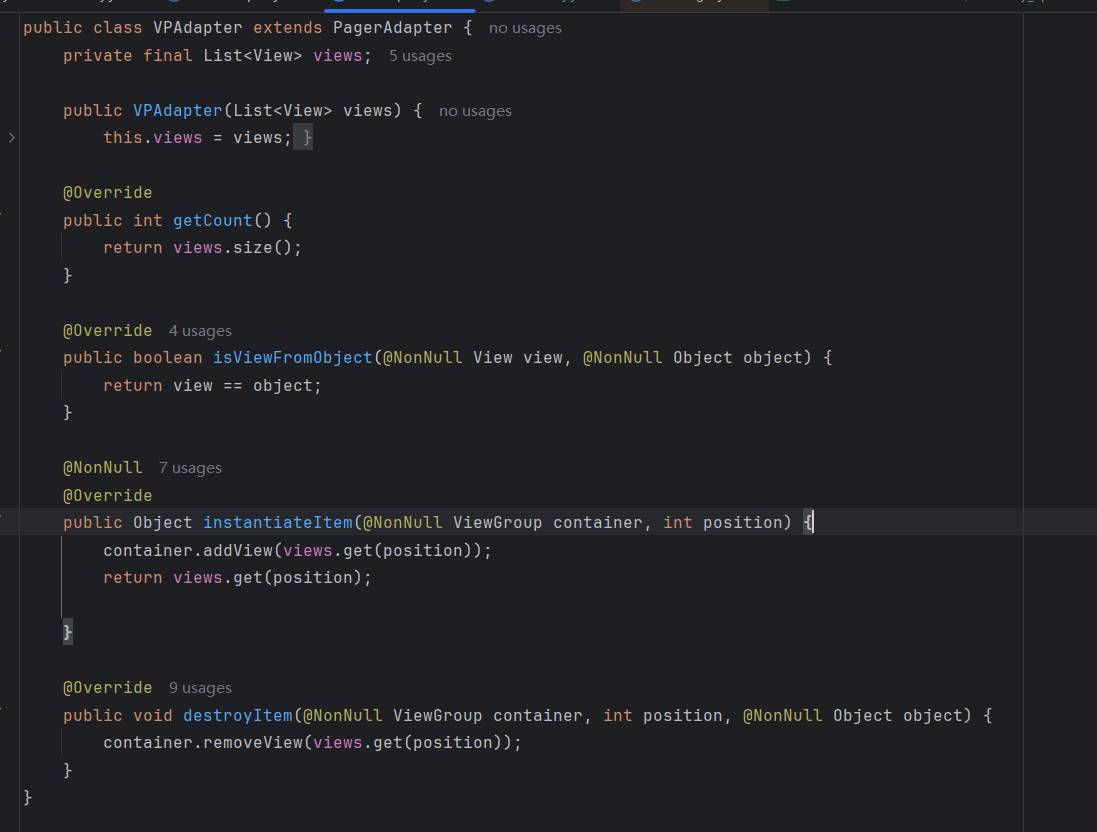 public class VPAdapter extends PagerAdapter { no usages
    private final List<View> views; 5 usages

    public VPAdapter(List<View> views) { no usages
        this.views = views; }

    @Override
    public int getCount() {
        return views.size();
    }

    @Override 4 usages
    public boolean isViewFromObject(@NonNull View view, @NonNull Object object) {
        return view == object;
    }

    @NonNull 7 usages
    @Override
    public Object instantiateItem(@NonNull ViewGroup container, int position) {
        container.addView(views.get(position));
        return views.get(position);

    }

    @Override 9 usages
    public void destroyItem(@NonNull ViewGroup container, int position, @NonNull Object object) {
        container.removeView(views.get(position));
    }
}